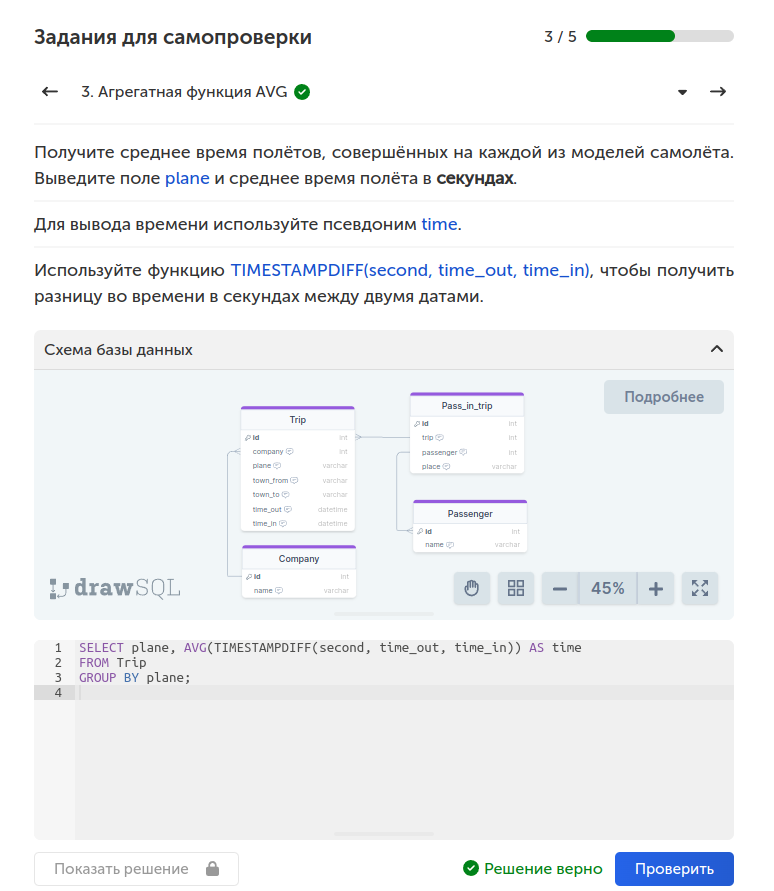 Задания для самопроверки
3 / 5
3. Агрегатная функция AVG
Получите среднее время полётов, совершённых на каждой из моделей самолёта.
Выведите поле plane и среднее время полёта в секундах.
Для вывода времени используйте псевдоним time.
Используйте функцию TIMESTAMPDIFF(second, time_out, time_in), чтобы получить
разницу во времени в секундах между двумя датами.
Схема базы данных
Подробнее
Trip
id int
company int
plane varchar
town_from varchar
town_to varchar
time_out datetime
time_in datetime
Company
id int
name varchar
Pass_in_trip
id int
trip int
passenger int
place varchar
Passenger
id int
name varchar
drawSQL
45%
1 SELECT plane, AVG(TIMESTAMPDIFF(second, time_out, time_in)) AS time
2 FROM Trip
3 GROUP BY plane;
4
Показать решение
Решение верно
Проверить